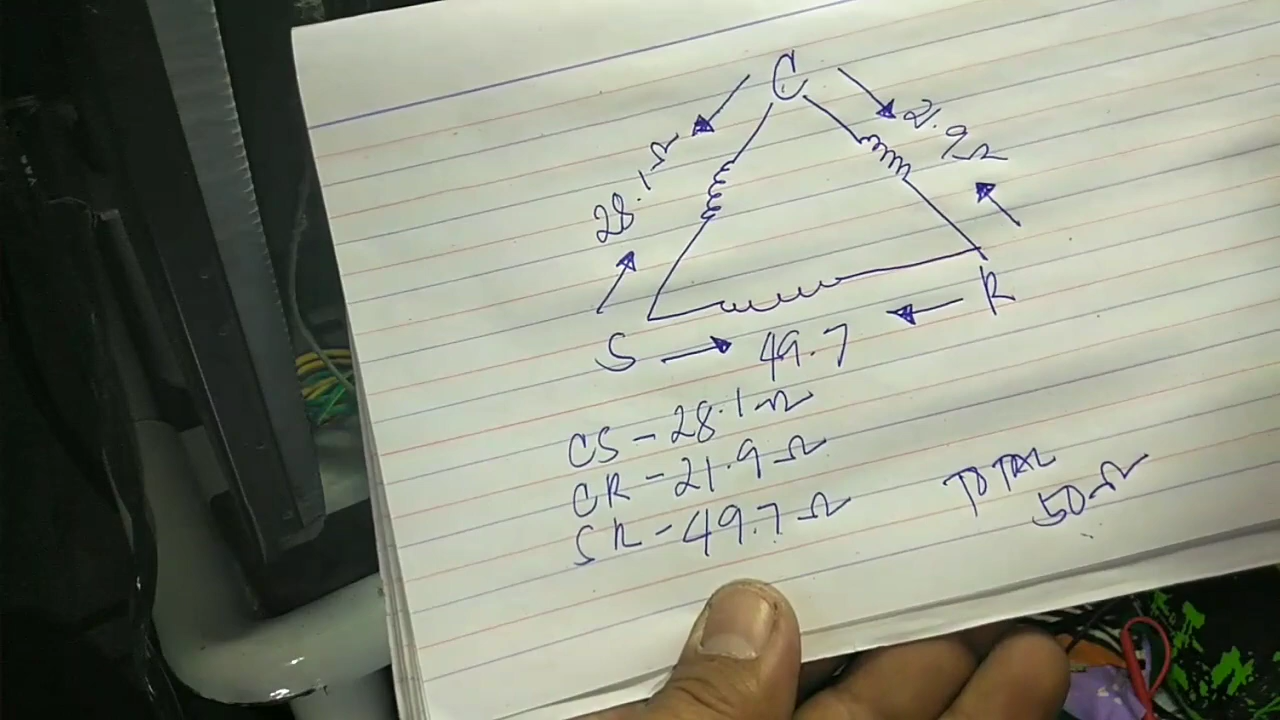 C
28.1Ω
21.9Ω
S
49.7
R
CS - 28.1Ω
CR - 21.9Ω
SR - 49.7Ω
TOTAL
50Ω